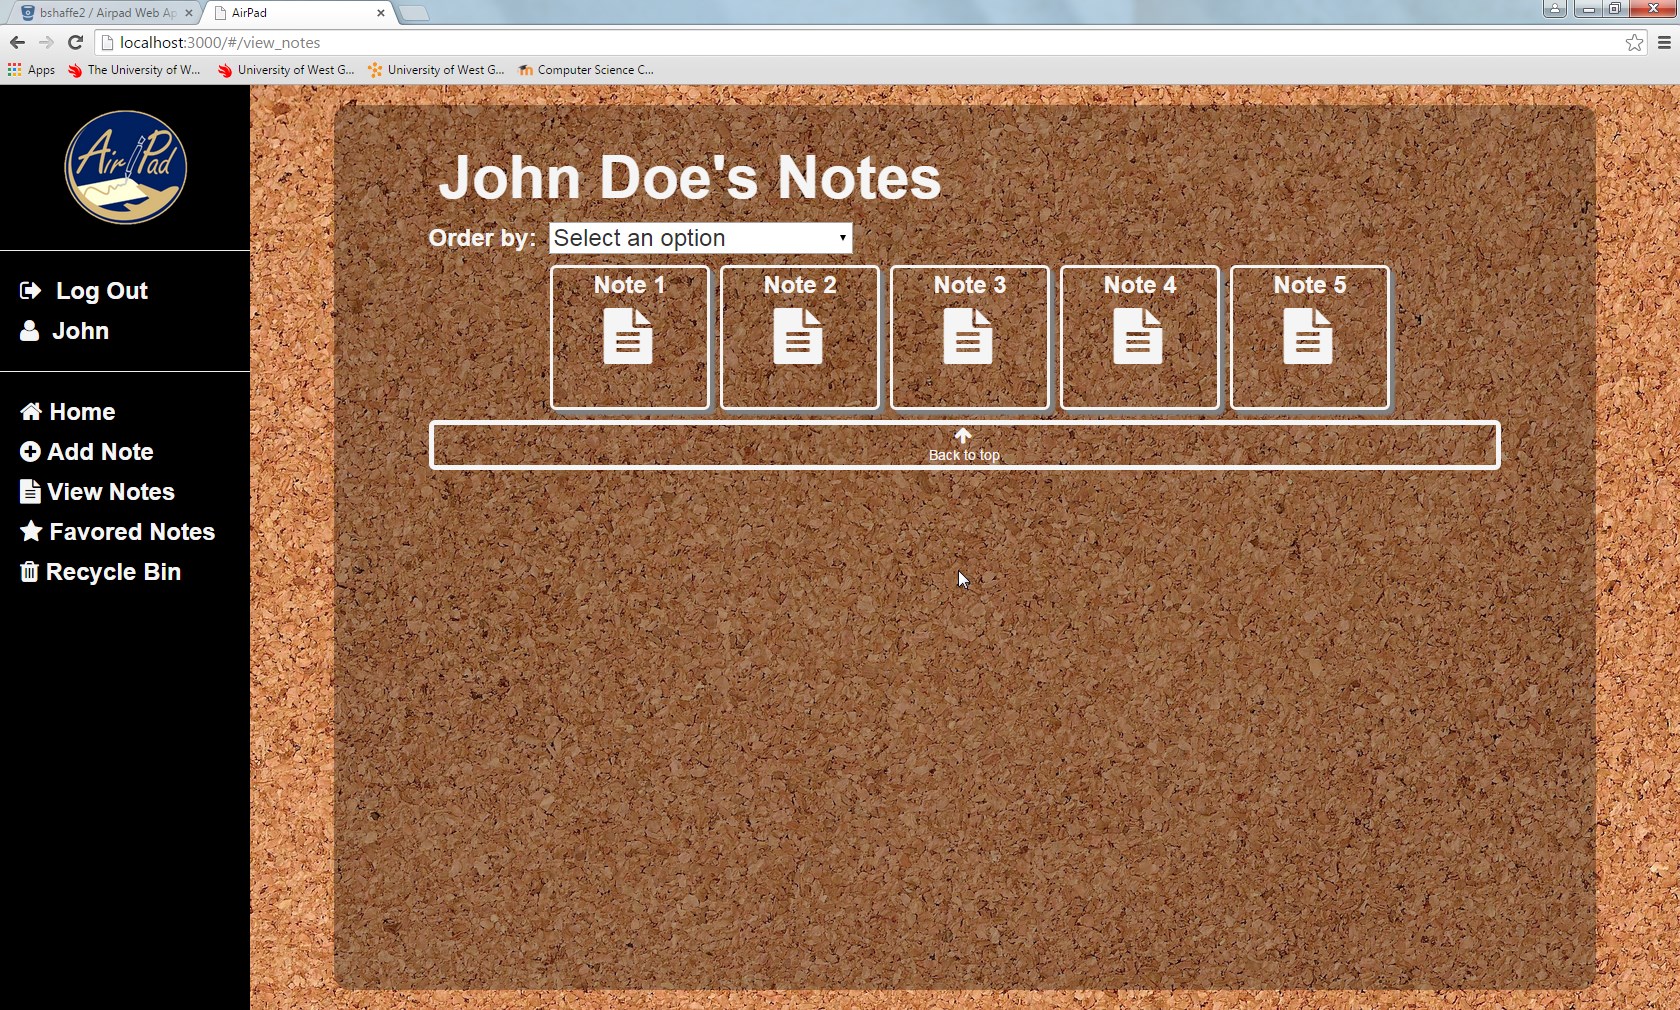 bshaffe2 / Airpad Web Ap
AirPad
localhost:3000/#/view_notes
Apps
The University of W...
University of West G...
University of West G...
Computer Science C...
Air Pad
Log Out
John
Home
Add Note
View Notes
Favored Notes
Recycle Bin
John Doe's Notes
Order by: Select an option
Note 1 Note 2 Note 3 Note 4 Note 5
Back to top